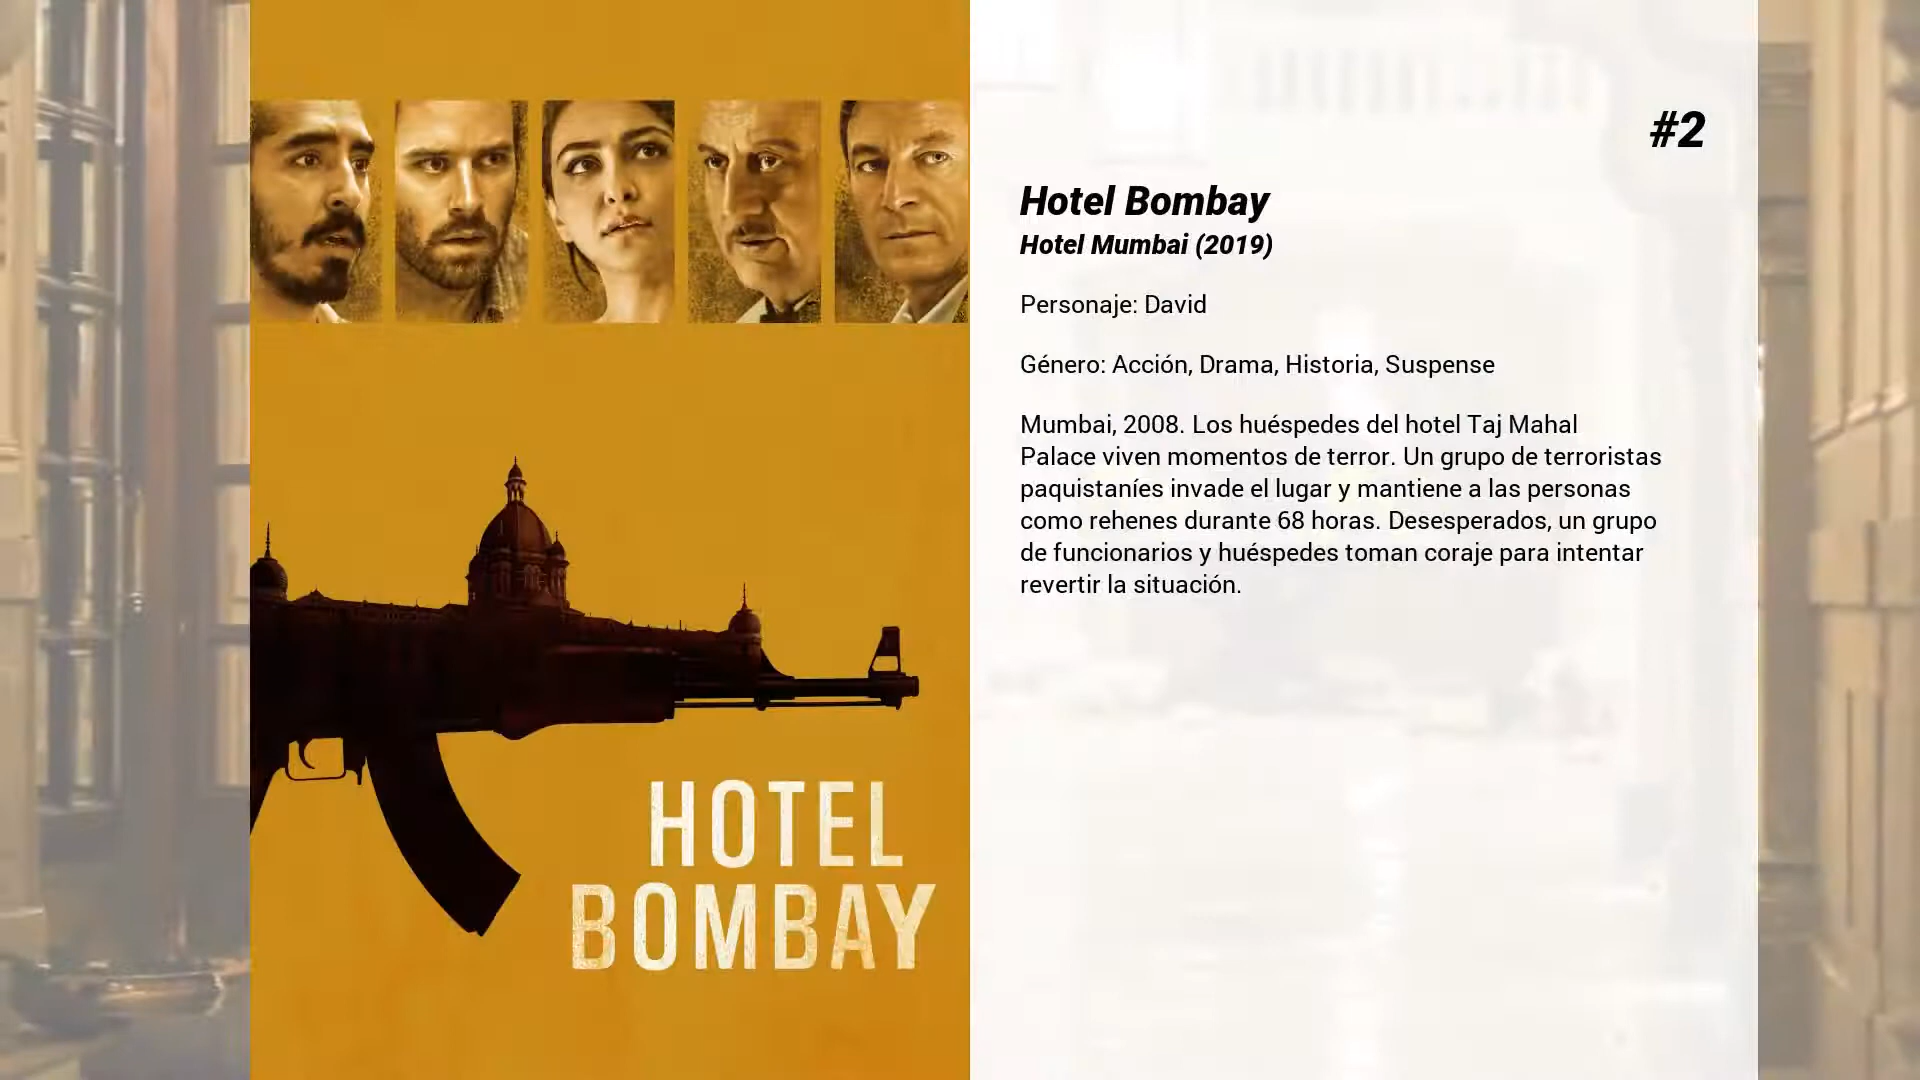 #2
Hotel Bombay
Hotel Mumbai (2019)
Personaje: David
Género: Acción, Drama, Historia, Suspense
Mumbai, 2008. Los huéspedes del hotel Taj Mahal
Palace viven momentos de terror. Un grupo de terroristas
paquistaníes invade el lugar y mantiene a las personas
como rehenes durante 68 horas. Desesperados, un grupo
de funcionarios y huéspedes toman coraje para intentar
revertir la situación.
HOTEL
BOMBAY